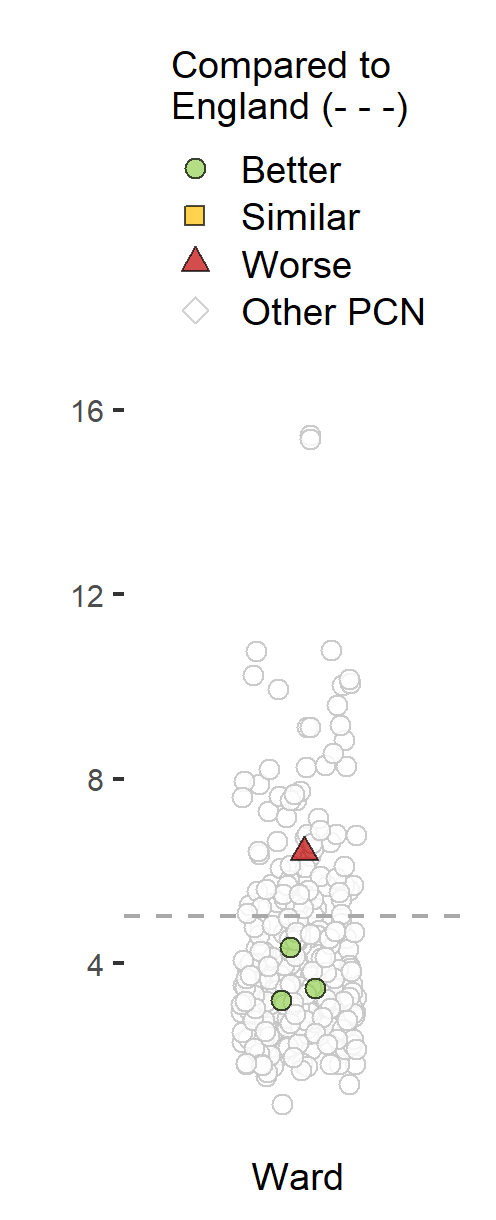 Compared to
England (- - -)
Better
Similar
Worse
Other PCN
16
12
8
4
Ward